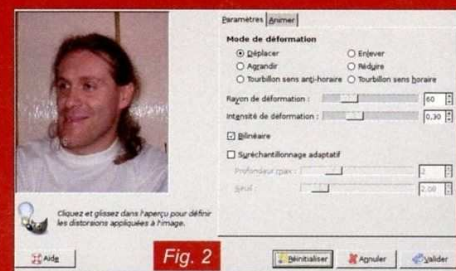 Paramètres Animer
Mode de déformation
Déplacer Enlever
Agrandir Réduire
Tourbillon sens anti-horaire Tourbillon sens horaire
Rayon de déformation : 60
Intensité de déformation : 0,30
Bilinéaire
Suréchantillonnage adaptatif
Profondeur max : 2
Seuil : 2,00
Cliquez et glissez dans l'aperçu pour définir
les distorsions appliquées à l'image.
Aide Fig. 2 Réinitialiser Annuler Valider